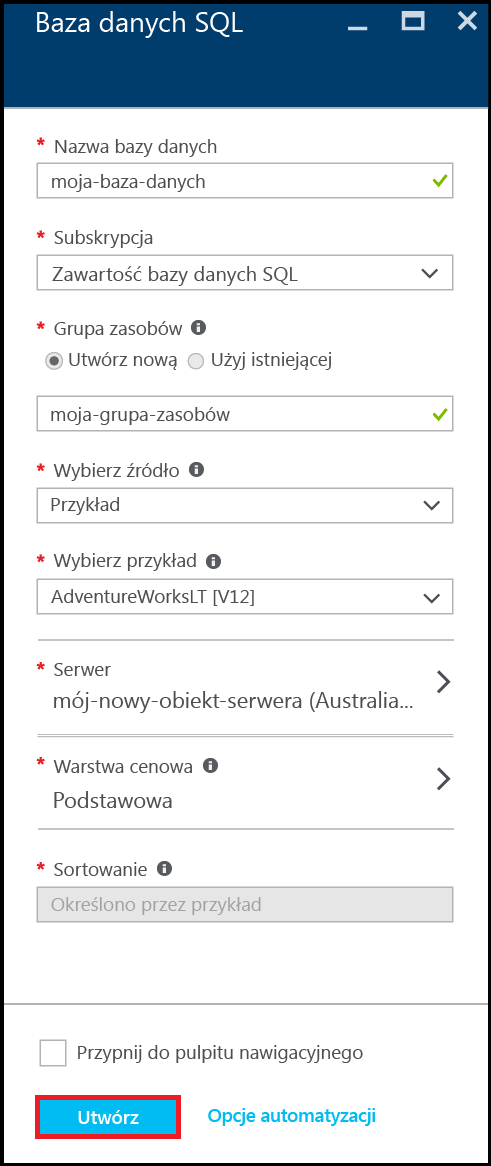 Baza danych SQL
* Nazwa bazy danych
moja-baza-danych
* Subskrypcja
Zawartość bazy danych SQL
* Grupa zasobów
Utwórz nową Użyj istniejącej
moja-grupa-zasobów
* Wybierz źródło
Przykład
* Wybierz przykład
AdventureWorksLT [V12]
* Serwer
mój-nowy-obiekt-serwera (Australia...
* Warstwa cenowa
Podstawowa
* Sortowanie
Określono przez przykład
Przypnij do pulpitu nawigacyjnego
Utwórz Opcje automatyzacji